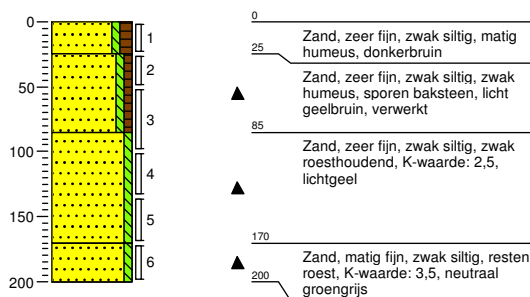 0
50
100
150
200
1
2
3
4
5
6
0
Zand, zeer fijn, zwak siltig, matig
humeus, donkerbruin
25
Zand, zeer fijn, zwak siltig, zwak
humeus, sporen baksteen, licht
geelbruin, verwerkt
85
Zand, zeer fijn, zwak siltig, zwak
roesthoudend, K-waarde: 2,5,
lichtgeel
170
Zand, matig fijn, zwak siltig, resten
roest, K-waarde: 3,5, neutraal
groengrijs
200